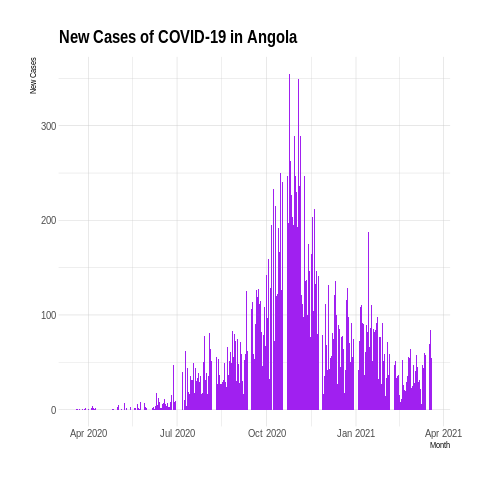 New Cases of COVID-19 in Angola
New Cases
300
200
100
0
Apr 2020
Jul 2020
Oct 2020
Jan 2021
Apr 2021
Month